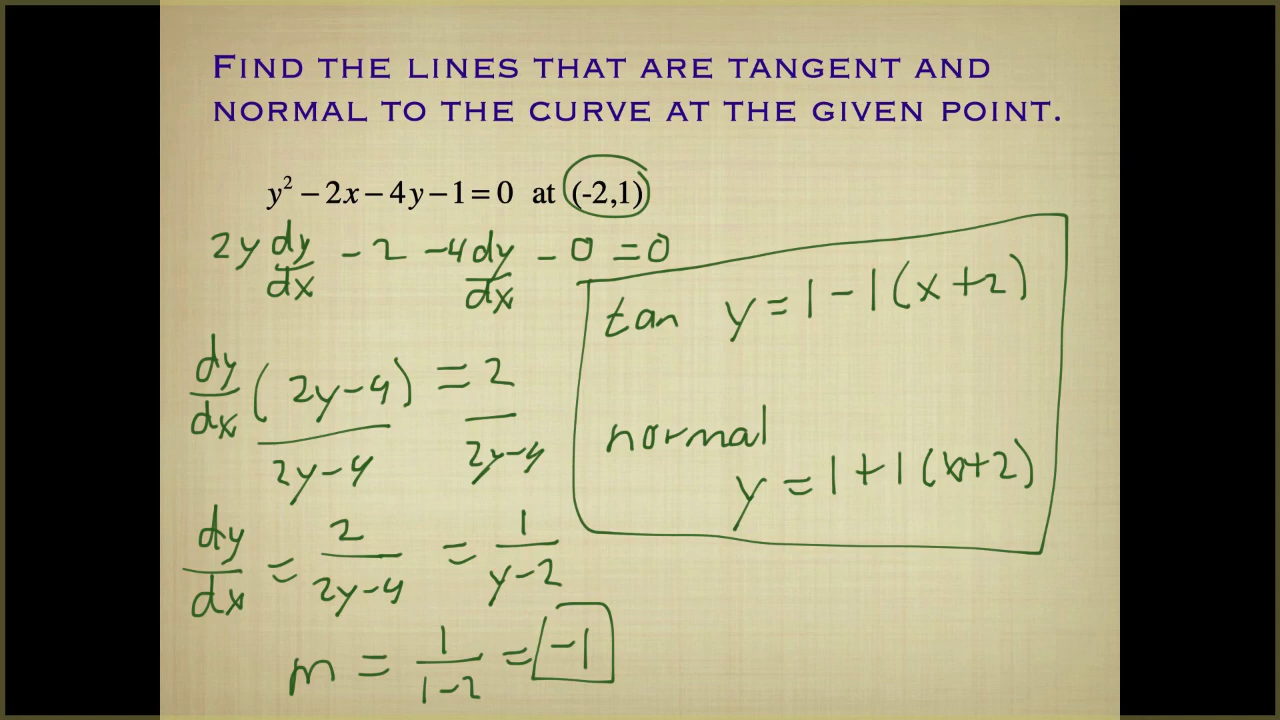 FIND THE LINES THAT ARE TANGENT AND
NORMAL TO THE CURVE AT THE GIVEN POINT.
y² − 2x − 4y − 1 = 0 at (-2,1)
2y dy/dx − 2 − 4 dy/dx − 0 = 0
dy/dx (2y−4)/2y−4 = 2/2y−4
dy/dx = 2/2y−4 = 1/y−2
m = 1/1−2 = −1
tan y = 1 − 1(x+2)
normal
y = 1 + 1(x+2)